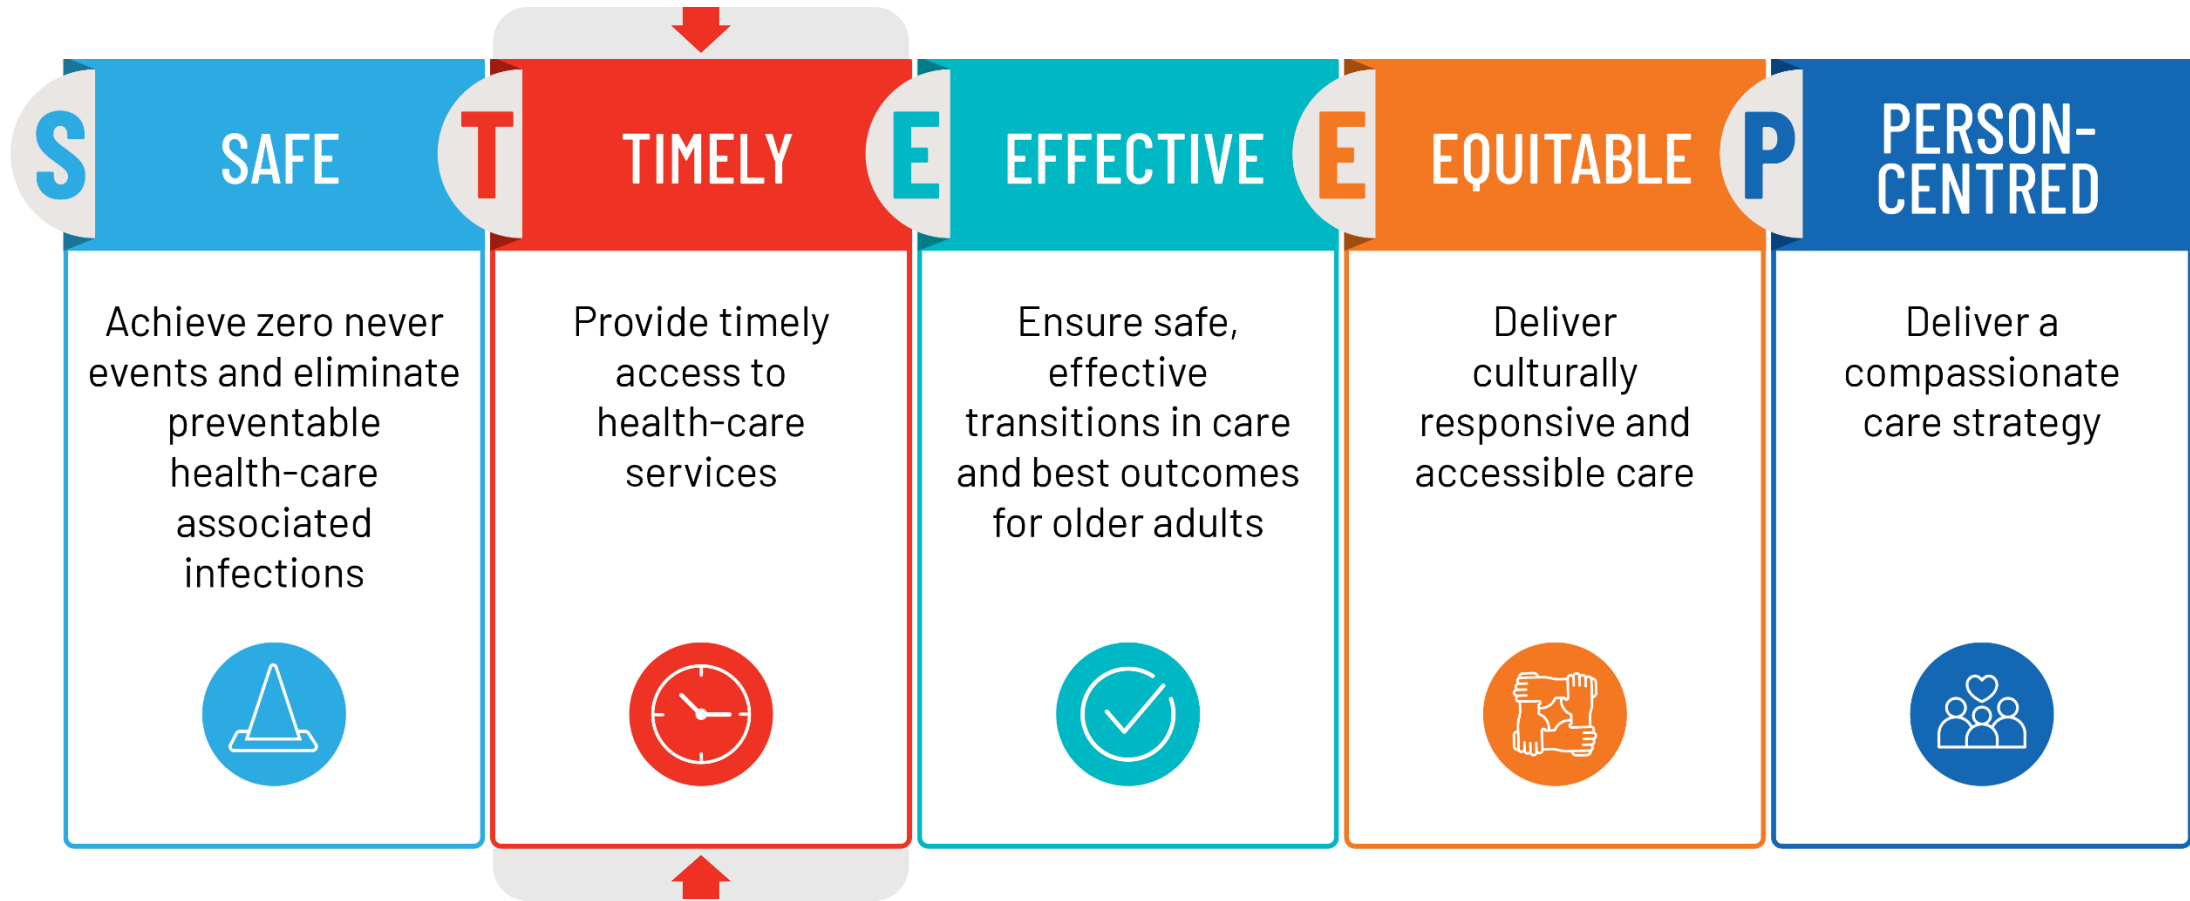 S
SAFE
Achieve zero never
events and eliminate
preventable
health-care
associated
infections
T
TIMELY
Provide timely
access to
health-care
services
E
EFFECTIVE
Ensure safe,
effective
transitions in care
and best outcomes
for older adults
E
EQUITABLE
Deliver
culturally
responsive and
accessible care
P
PERSON-
CENTRED
Deliver a
compassionate
care strategy